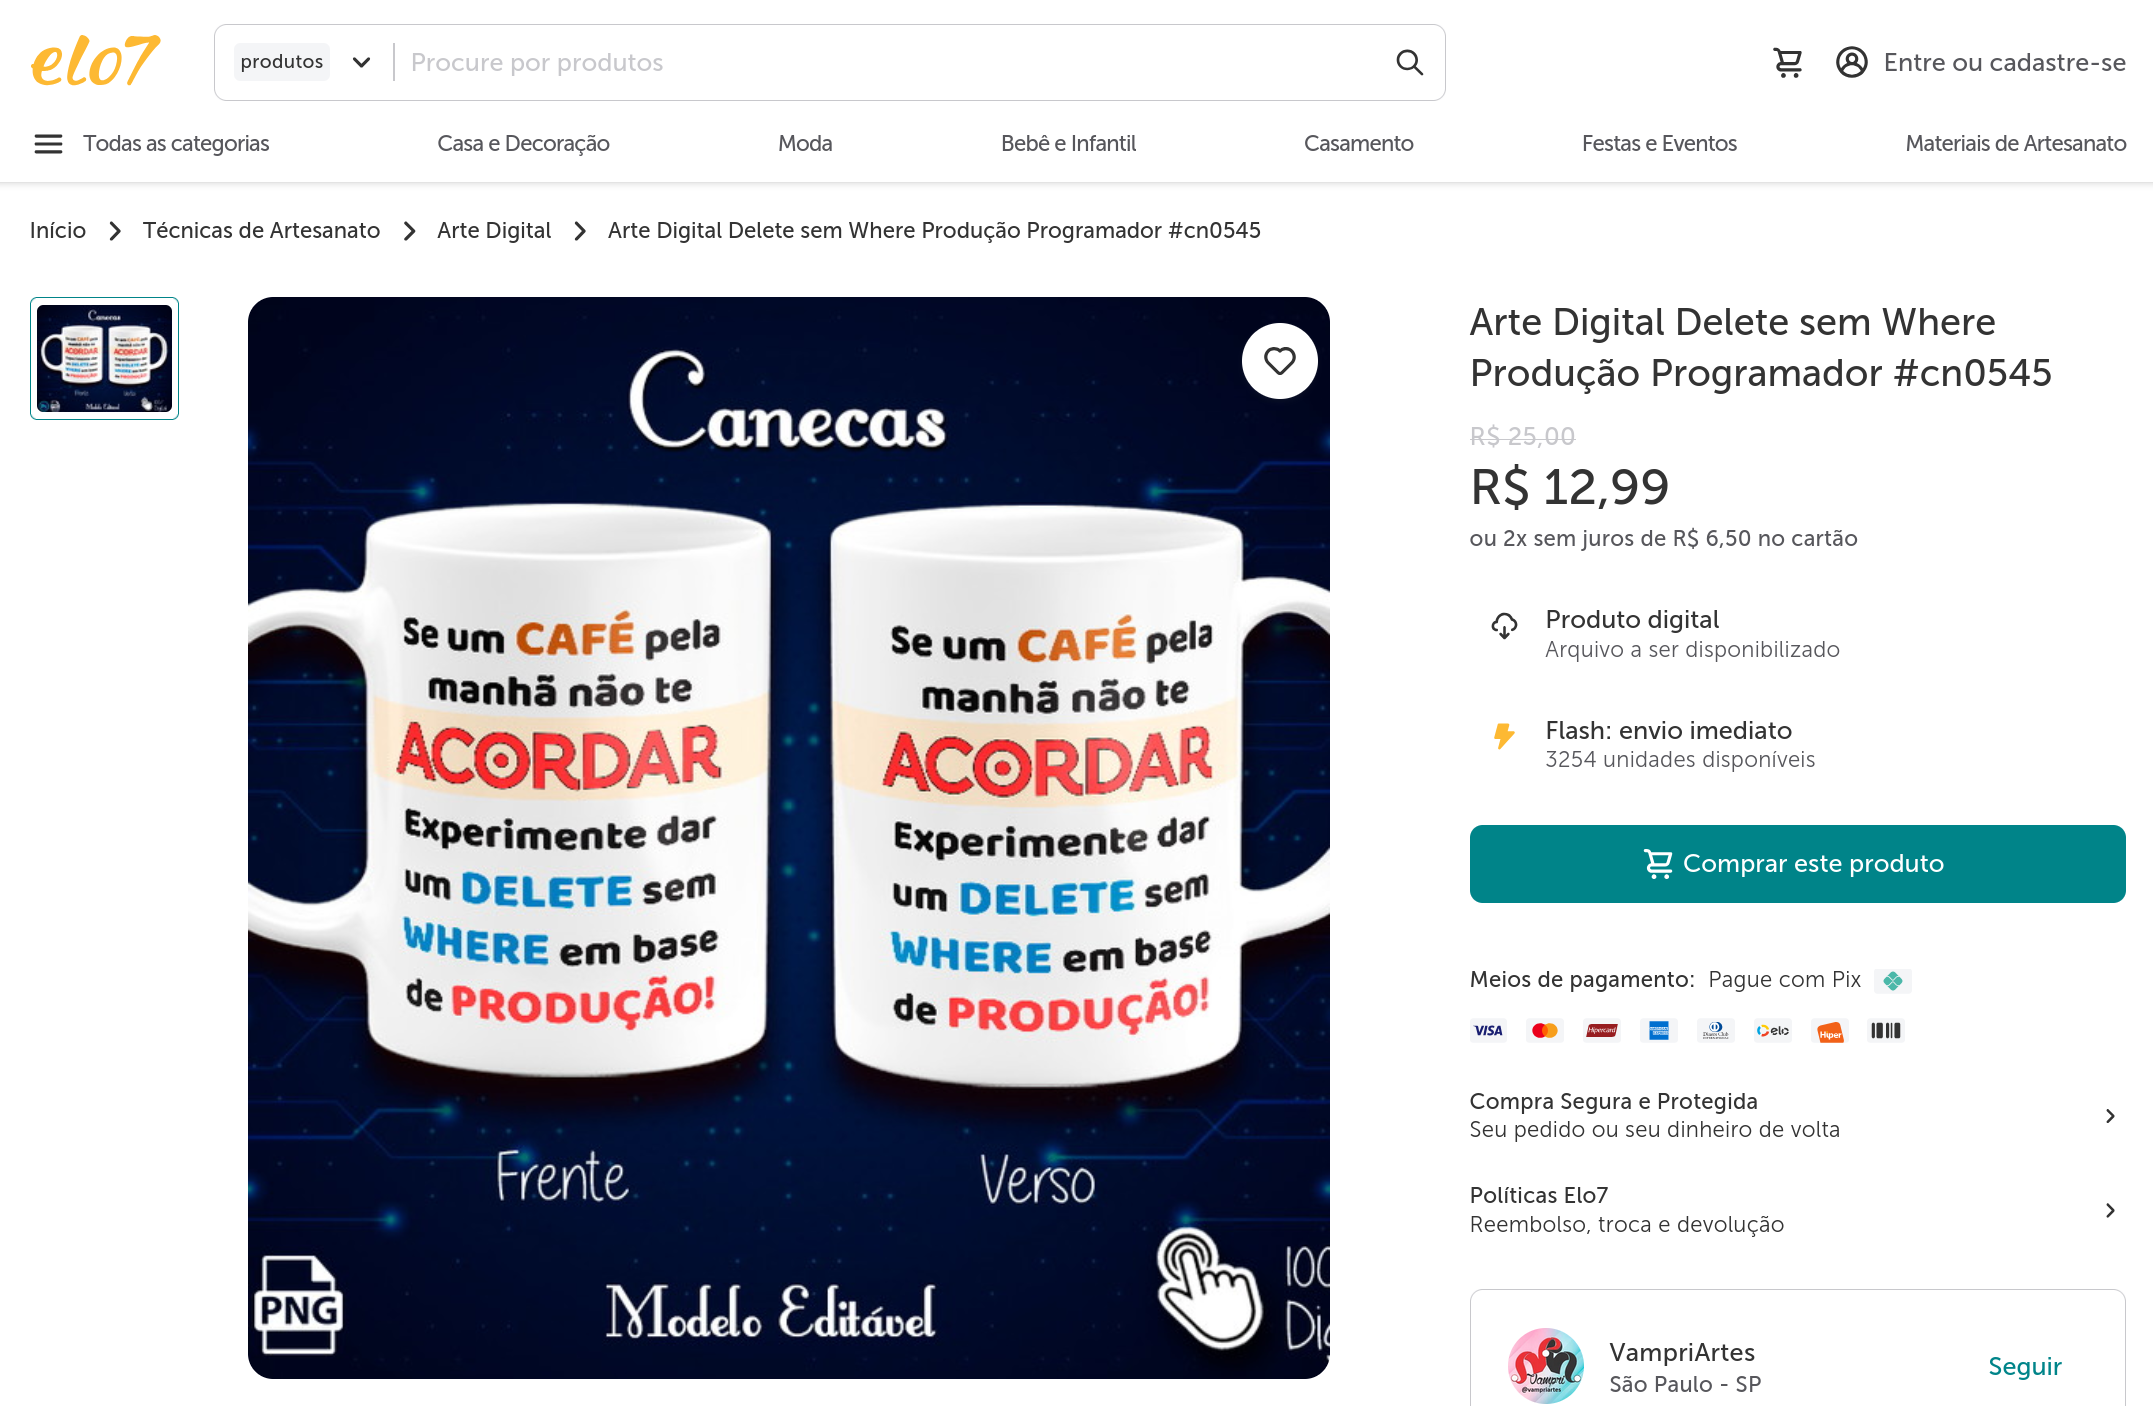 elo7
produtos
Procure por produtos
Entre ou cadastre-se
Todas as categorias
Casa e Decoração
Moda
Bebê e Infantil
Casamento
Festas e Eventos
Materiais de Artesanato
Início
Técnicas de Artesanato
Arte Digital
Arte Digital Delete sem Where Produção Programador #cn0545
Canecas
Se um CAFÉ pela
manhã não te
ACORDAR
Experimente dar
um DELETE sem
WHERE em base
de PRODUÇÃO!
Se um CAFÉ pela
manhã não te
ACORDAR
Experimente dar
um DELETE sem
WHERE em base
de PRODUÇÃO!
Frente
Verso
PNG
Modelo Editável
Arte Digital Delete sem Where
Produção Programador #cn0545
R$ 25,00
R$ 12,99
ou 2x sem juros de R$ 6,50 no cartão
Produto digital
Arquivo a ser disponibilizado
Flash: envio imediato
3254 unidades disponíveis
Comprar este produto
Meios de pagamento: Pague com Pix
VISA
Hipercard
elo
Hiper
Compra Segura e Protegida
Seu pedido ou seu dinheiro de volta
Políticas Elo7
Reembolso, troca e devolução
Vampri
@vampriartes
VampriArtes
São Paulo - SP
Seguir